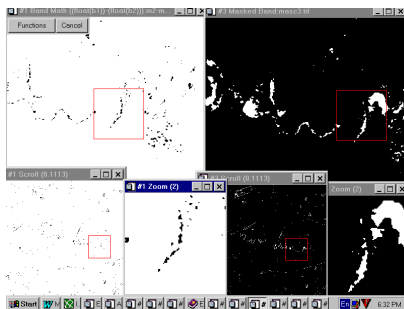 #1 Band Math ((float(b1))-(float(b2))):m2-m...
#3 Masked Band:masc3.tif
Functions Cancel
#1 Scroll (0.1113)
#1 Zoom (2)
Scroll (0.1113)
Zoom (2)
Start M E A # # # # E # # # # # # En 6:32 PM